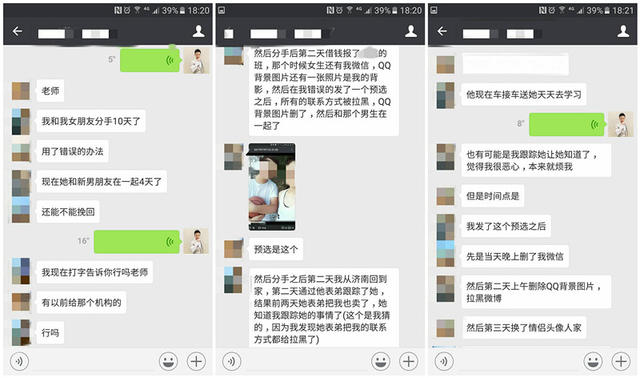 39% 18:20
5"
老师
我和我女朋友分手10天了
用了错误的办法
现在她和新男朋友在一起4天了
还能不能挽回
16"
我现在打字告诉你行吗老师
有以前给那个机构的
行吗
39% 18:20
然后分手后第二天借钱报了
班，那个时候女生还有我微信，QQ
背景图片还有一张照片是我的背
影，然后在我错误的发了一个预选
之后，所有的联系方式被拉黑，QQ
背景图片删了，然后和那个男生在
一起了
预选是这个
然后分手之后第二天我从济南回到
家，第二天通过他表弟跟踪了她，
结果前两天她表弟把我也卖了，她
知道我跟踪她的事情了(这个是我猜
的，因为我发现她表弟把我的联系
方式都给拉黑了)
38% 18:21
他现在车接车送她天天去学习
8"
也有可能是我跟踪她让她知道了，
觉得我很恶心，本来就烦我
但是时间点是
我发了这个预选之后
先是当天晚上删了我微信
然后第二天上午删除QQ背景图片，
拉黑微博
然后第三天换了情侣头像人家